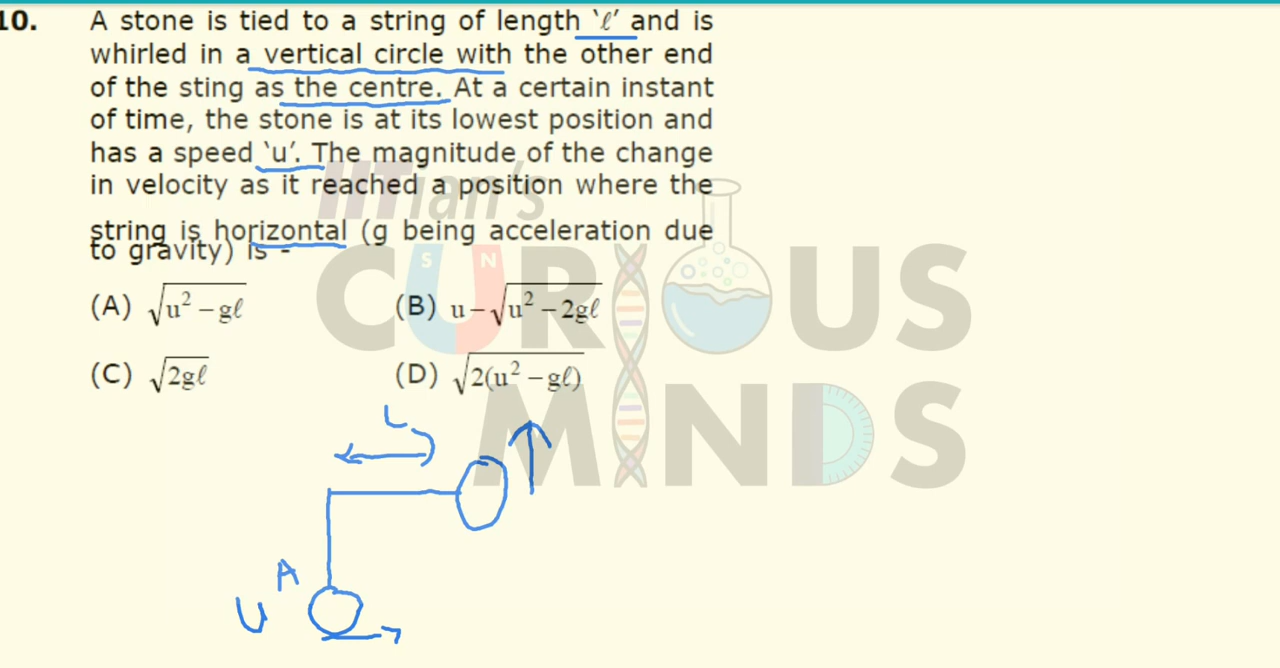 10. A stone is tied to a string of length ‘ℓ’ and is
whirled in a vertical circle with the other end
of the sting as the centre. At a certain instant
of time, the stone is at its lowest position and
has a speed ‘u’. The magnitude of the change
in velocity as it reached a position where the
string is horizontal (g being acceleration due
to gravity) is -
(A) √(u² – gℓ) (B) u – √(u² – 2gℓ)
(C) √(2gℓ) (D) √(2(u² – gℓ))
IITian's
CURIOUS
MINDS
S N
L
A
U